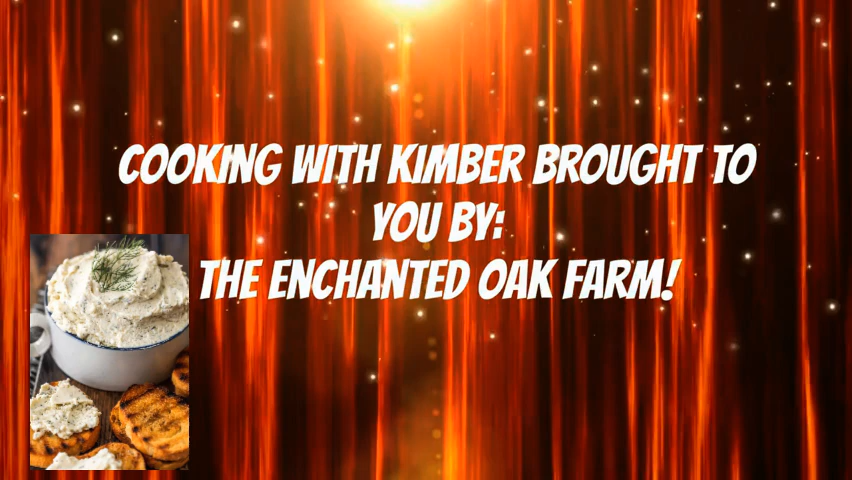 COOKING WITH KIMBER BROUGHT TO
YOU BY:
THE ENCHANTED OAK FARM!